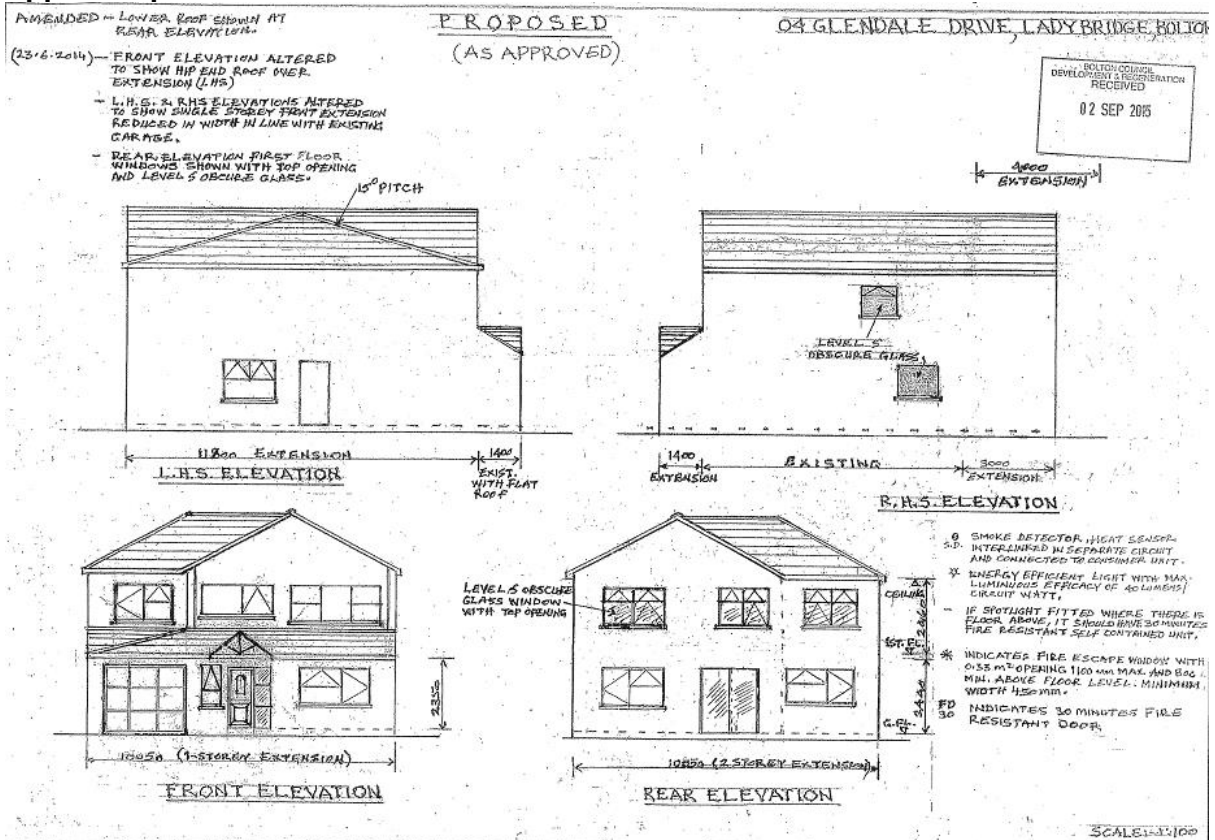 AMENDED - LOWER ROOF SHOWN AT
REAR ELEVATION.
(23.6.2014) - FRONT ELEVATION ALTERED
TO SHOW HIP END ROOF OVER
EXTENSION (LHS)
- L.H.S. & RHS ELEVATIONS ALTERED
TO SHOW SINGLE STOREY FRONT EXTENSION
REDUCED IN WIDTH IN LINE WITH EXISTING
GARAGE.
- REAR ELEVATION FIRST FLOOR
WINDOWS SHOWN WITH TOP OPENING
AND LEVEL 5 OBSCURE GLASS.
PROPOSED
(AS APPROVED)
04 GLENDALE DRIVE, LADYBRIDGE, BOLTON
BOLTON COUNCIL
DEVELOPMENT & REGENERATION
RECEIVED
02 SEP 2015
4000
EXTENSION
15° PITCH
LEVEL 5
OBSCURE GLASS
11800 EXTENSION
1400
EXIST.
WITH FLAT
ROOF
L.H.S. ELEVATION
1400
EXTENSION
EXISTING
3000
EXTENSION
R.H.S. ELEVATION
2350
10050 (1-STOREY EXTENSION)
FRONT ELEVATION
LEVEL 5 OBSCURE
GLASS WINDOW
WITH TOP OPENING
CEILING
2400
1ST. FL.
2400
G.FL.
10050 (2 STOREY EXTENSION)
REAR ELEVATION
S.D. SMOKE DETECTOR, HEAT SENSOR
INTERLINKED IN SEPARATE CIRCUIT
AND CONNECTED TO CONSUMER UNIT.
ENERGY EFFICIENT LIGHT WITH MAX.
LUMINUOUS EFFICACY OF 40 LUMENS/
CIRCUIT WATT.
- IF SPOTLIGHT FITTED WHERE THERE IS
FLOOR ABOVE, IT SHOULD HAVE 30 MINUTES
FIRE RESISTANT SELF CONTAINED UNIT.
* INDICATES FIRE ESCAPE WINDOW WITH
0.33 m² OPENING 1100 mm MAX. AND 800
MIN. ABOVE FLOOR LEVEL. MINIMUM
WIDTH 450mm.
FD
30 INDICATES 30 MINUTES FIRE
RESISTANT DOOR
SCALE:- 1:100